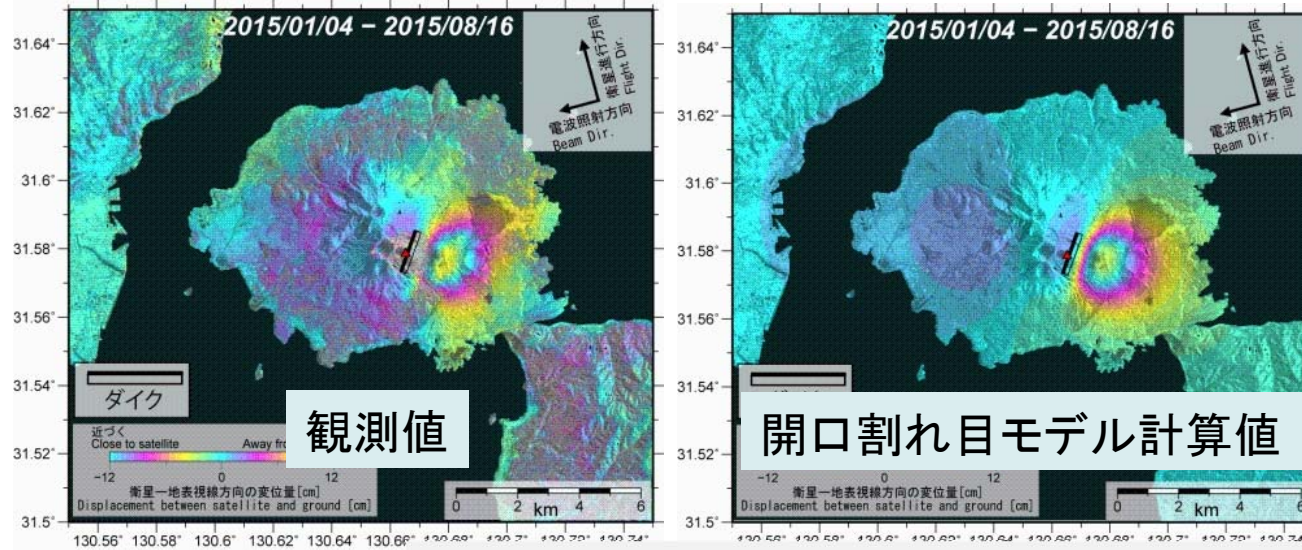 2015/01/04 − 2015/08/16
衛星進行方向
Flight Dir.
電波照射方向
Beam Dir.
31.64°
31.62°
31.6°
31.58°
31.56°
31.54°
31.52°
31.5°
ダイク
近づく
Close to satellite
観測値
−12 0 12
衛星−地表視線方向の変位量[cm]
Displacement between satellite and ground [cm]
0 2 4 6
km
130.56° 130.58° 130.6° 130.62° 130.64° 130.66° 130.68° 130.7° 130.72° 130.74°
2015/01/04 − 2015/08/16
衛星進行方向
Flight Dir.
電波照射方向
Beam Dir.
31.64°
31.62°
31.6°
31.58°
31.56°
31.54°
31.52°
31.5°
開口割れ目モデル計算値
−12 0 12
衛星−地表視線方向の変位量[cm]
Displacement between satellite and ground [cm]
0 2 4 6
km